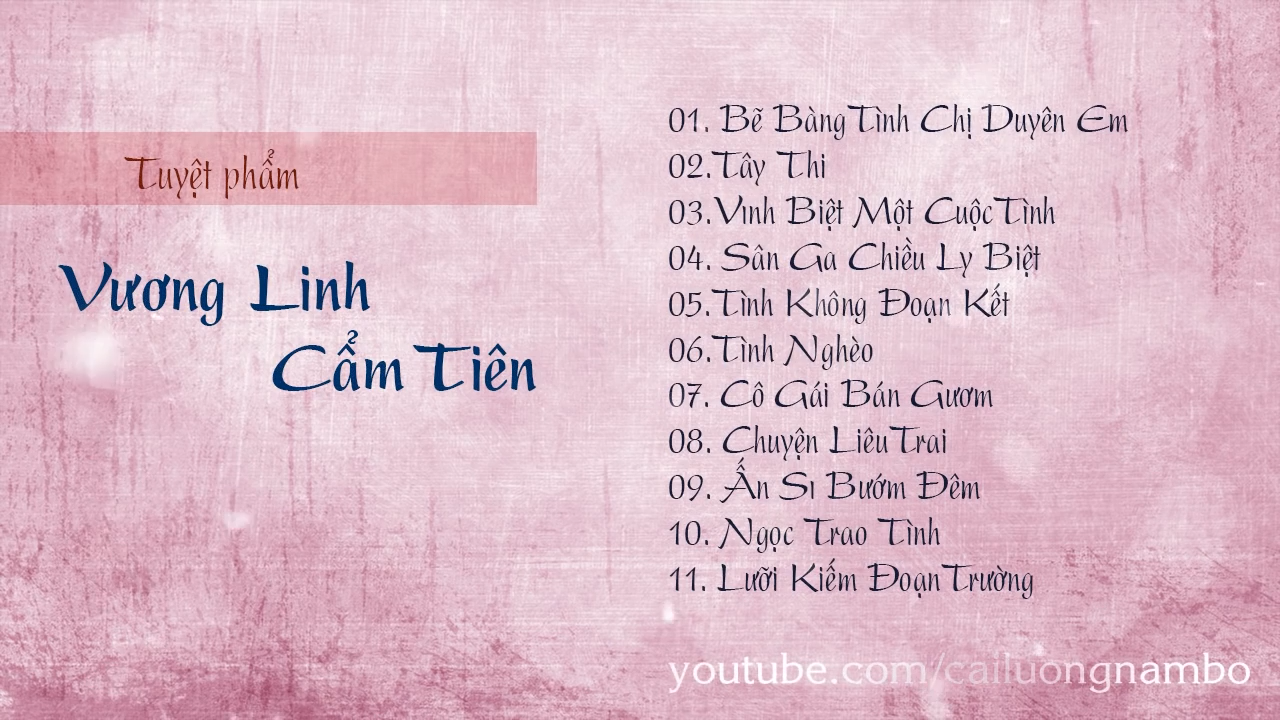 Tuyệt phẩm
Vương Linh
Cẩm Tiên
01. Bẽ Bàng Tình Chị Duyên Em
02. Tây Thi
03. Vınh Biệt Một Cuộc Tình
04. Sân Ga Chiều Ly Biệt
05. Tình Không Đoạn Kết
06. Tình Nghèo
07. Cô Gái Bán Gươm
08. Chuyện Liêu Trai
09. Ẩn Sı Bướm Đêm
10. Ngọc Trao Tình
11. Lưỡi Kiếm Đoạn Trường
youtube.com/cailuongnambo